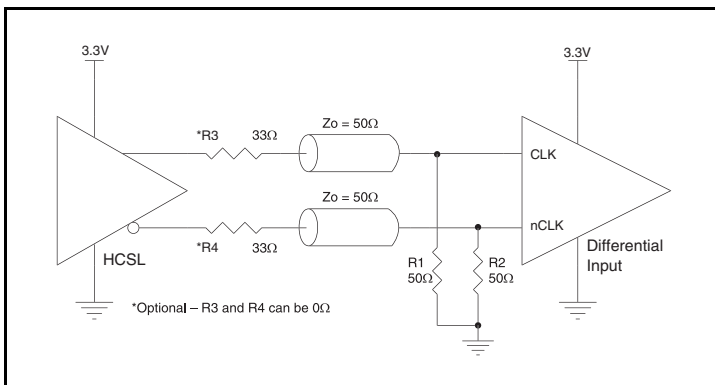 3.3V
3.3V
*R3 33Ω
Zo = 50Ω
CLK
Zo = 50Ω
nCLK
HCSL
*R4 33Ω
R1
50Ω
R2
50Ω
Differential
Input
*Optional – R3 and R4 can be 0Ω